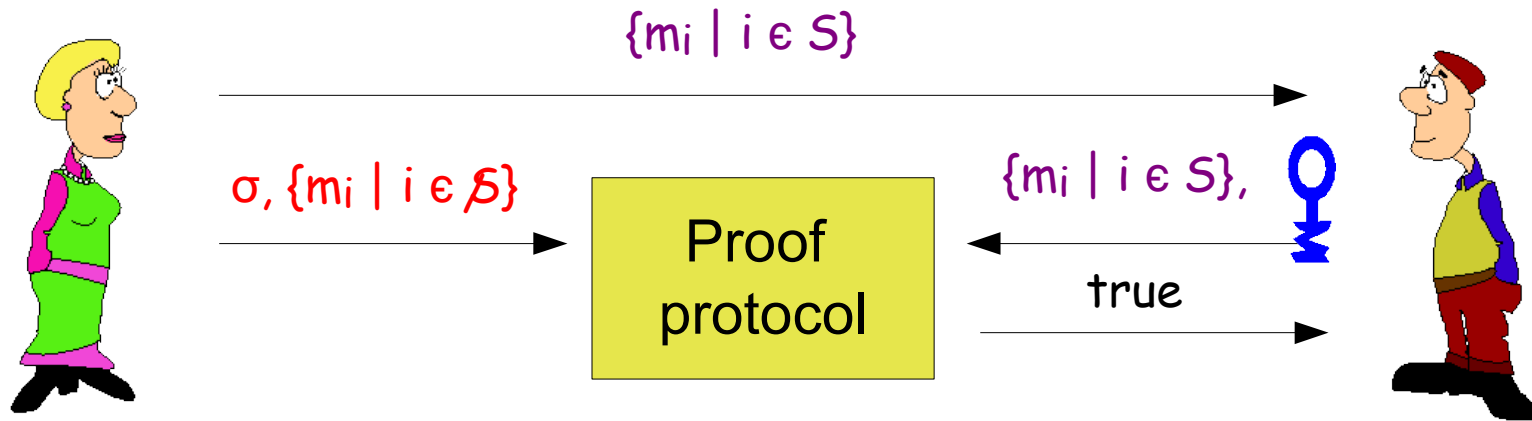 {mi | i є S}
σ, {mi | i є S̸}
{mi | i є S},
Proof
protocol
true